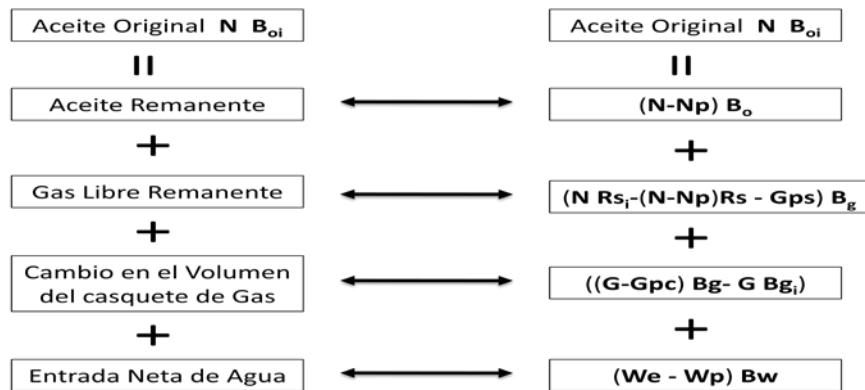 Aceite Original N Boi
Aceite Original N Boi
=
=
Aceite Remanente
(N-Np) Bo
+
+
Gas Libre Remanente
(N Rsi-(N-Np)Rs - Gps) Bg
+
+
Cambio en el Volumen
del casquete de Gas
((G-Gpc) Bg- G Bgi)
+
+
Entrada Neta de Agua
(We - Wp) Bw